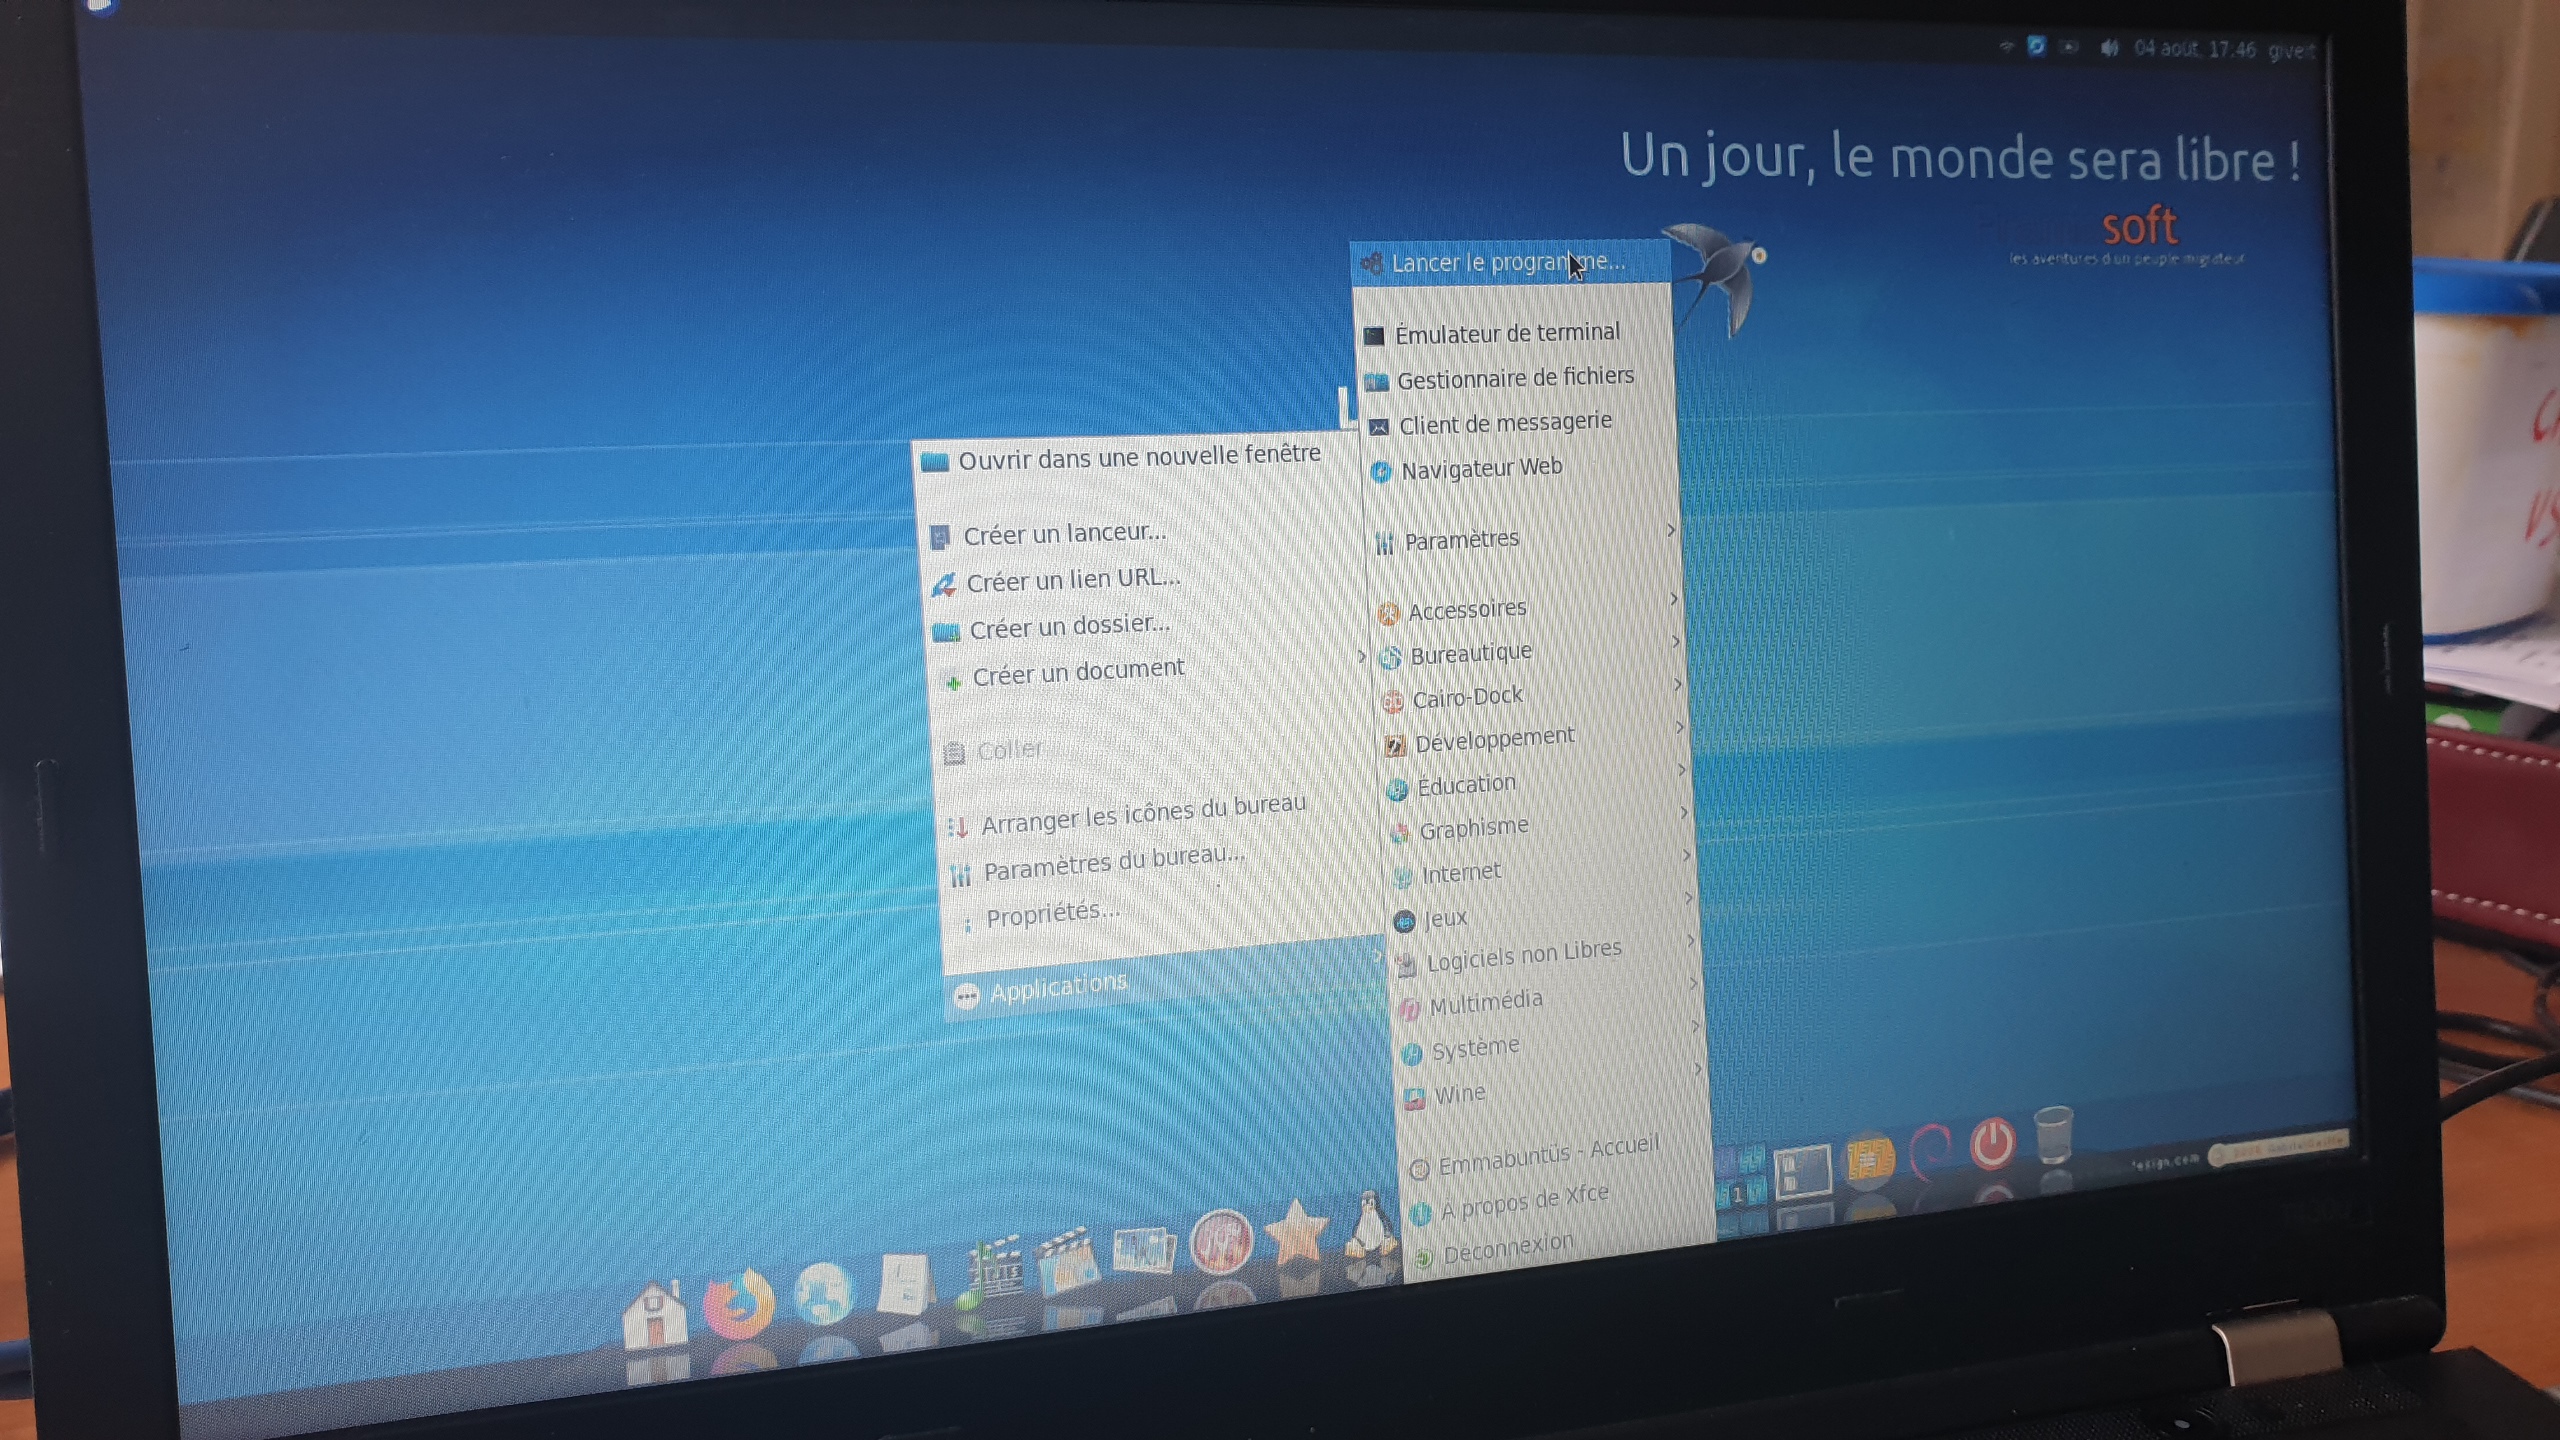 04 août, 17:46 give
Un jour, le monde sera libre !
soft
les aventures d'un peuple migrateur
L
Ouvrir dans une nouvelle fenêtre
Créer un lanceur...
Créer un lien URL...
Créer un dossier...
Créer un document
Coller
Arranger les icônes du bureau
Paramètres du bureau...
Propriétés...
Applications
Lancer le programme...
Émulateur de terminal
Gestionnaire de fichiers
Client de messagerie
Navigateur Web
Paramètres
Accessoires
Bureautique
Cairo-Dock
Développement
Éducation
Graphisme
Internet
Jeux
Logiciels non Libres
Multimédia
Système
Wine
Emmabuntüs - Accueil
À propos de Xfce
Déconnexion
1